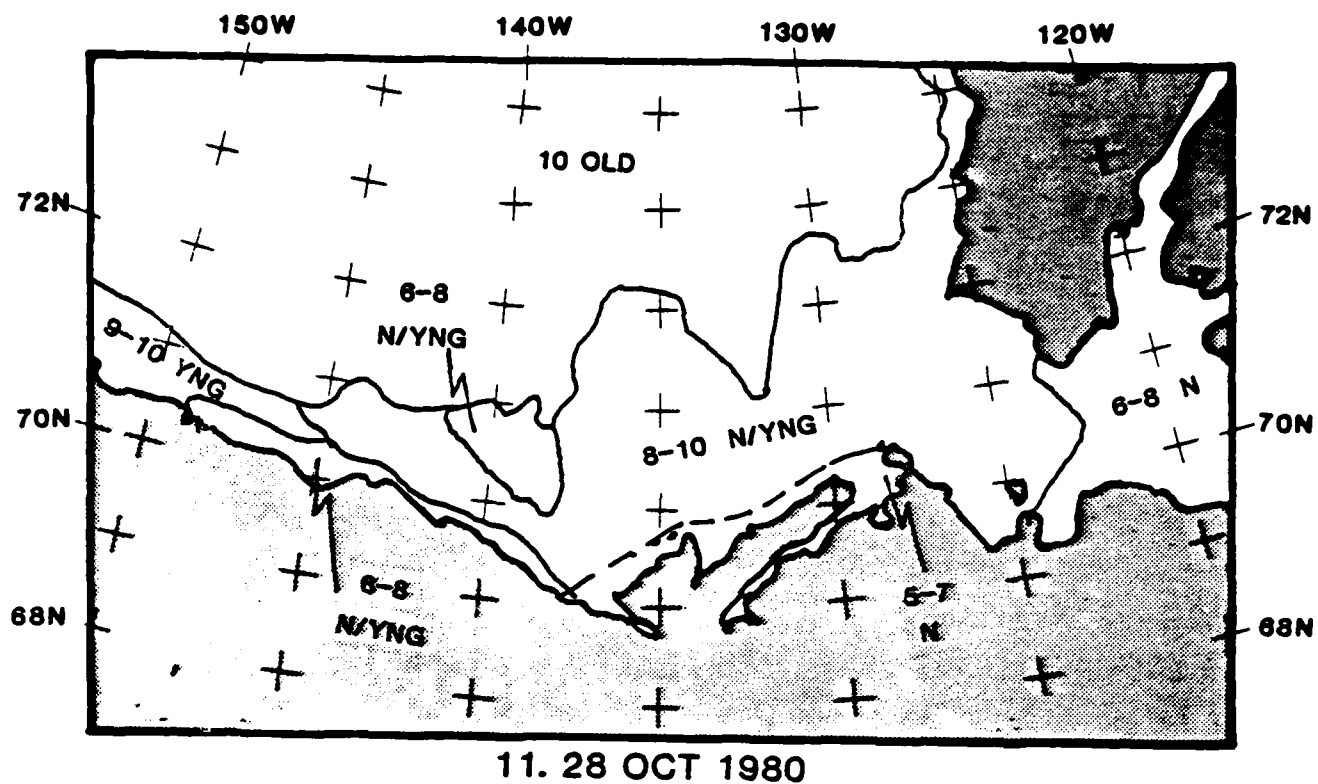 150W 140W 130W 120W
10 OLD
72N 72N
6-8
N/YNG
9-10 YNG
6-8 N
70N 70N
8-10 N/YNG
6-8
N/YNG
5-7
N
68N 68N
11. 28 OCT 1980